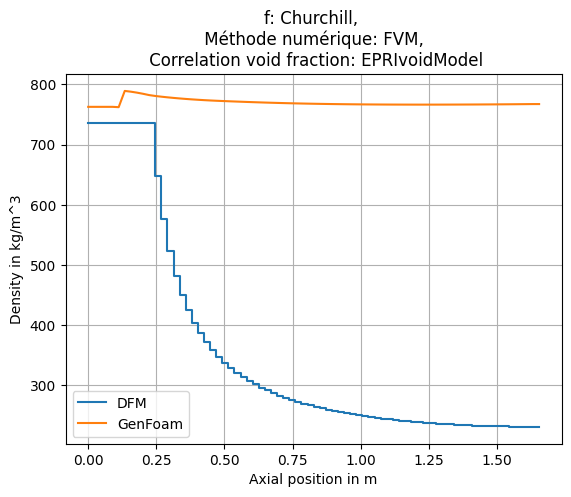 f: Churchill,
Méthode numérique: FVM,
Correlation void fraction: EPRIvoidModel
800
700
600
500
400
300
Density in kg/m^3
DFM
GenFoam
0.00 0.25 0.50 0.75 1.00 1.25 1.50
Axial position in m